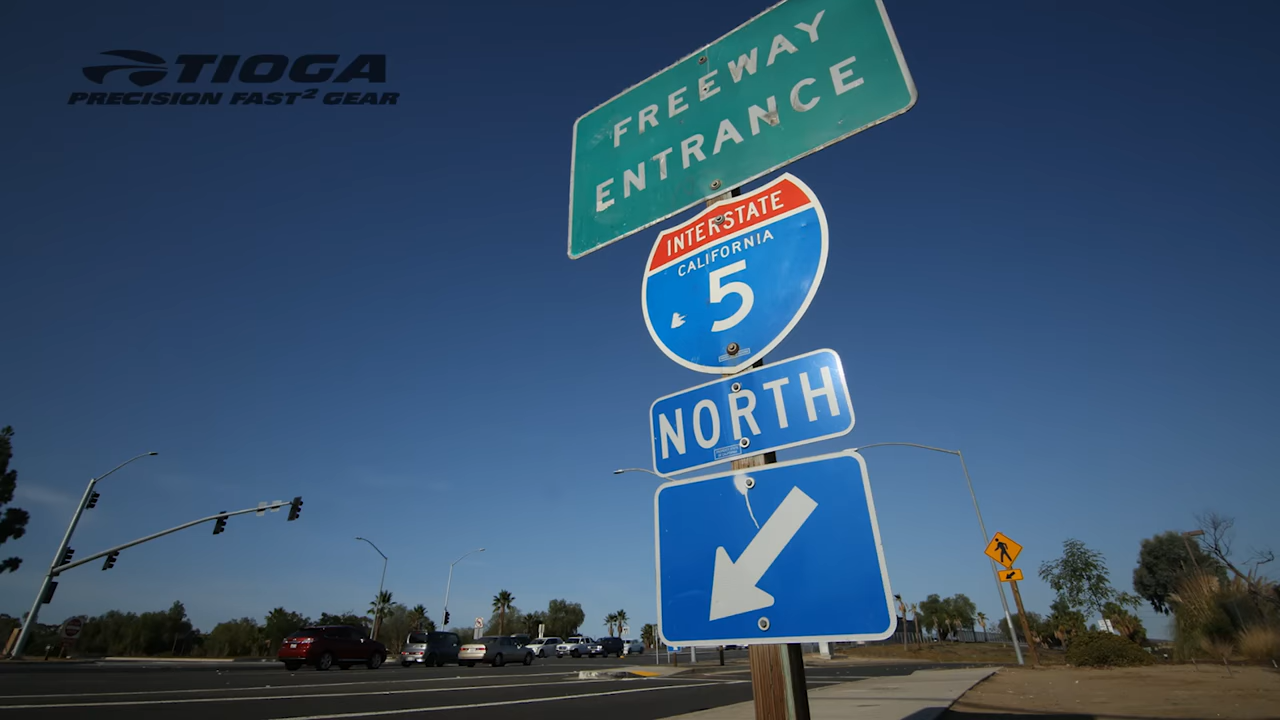 TIOGA
PRECISION FAST² GEAR
FREEWAY
ENTRANCE
INTERSTATE
CALIFORNIA
5
NORTH